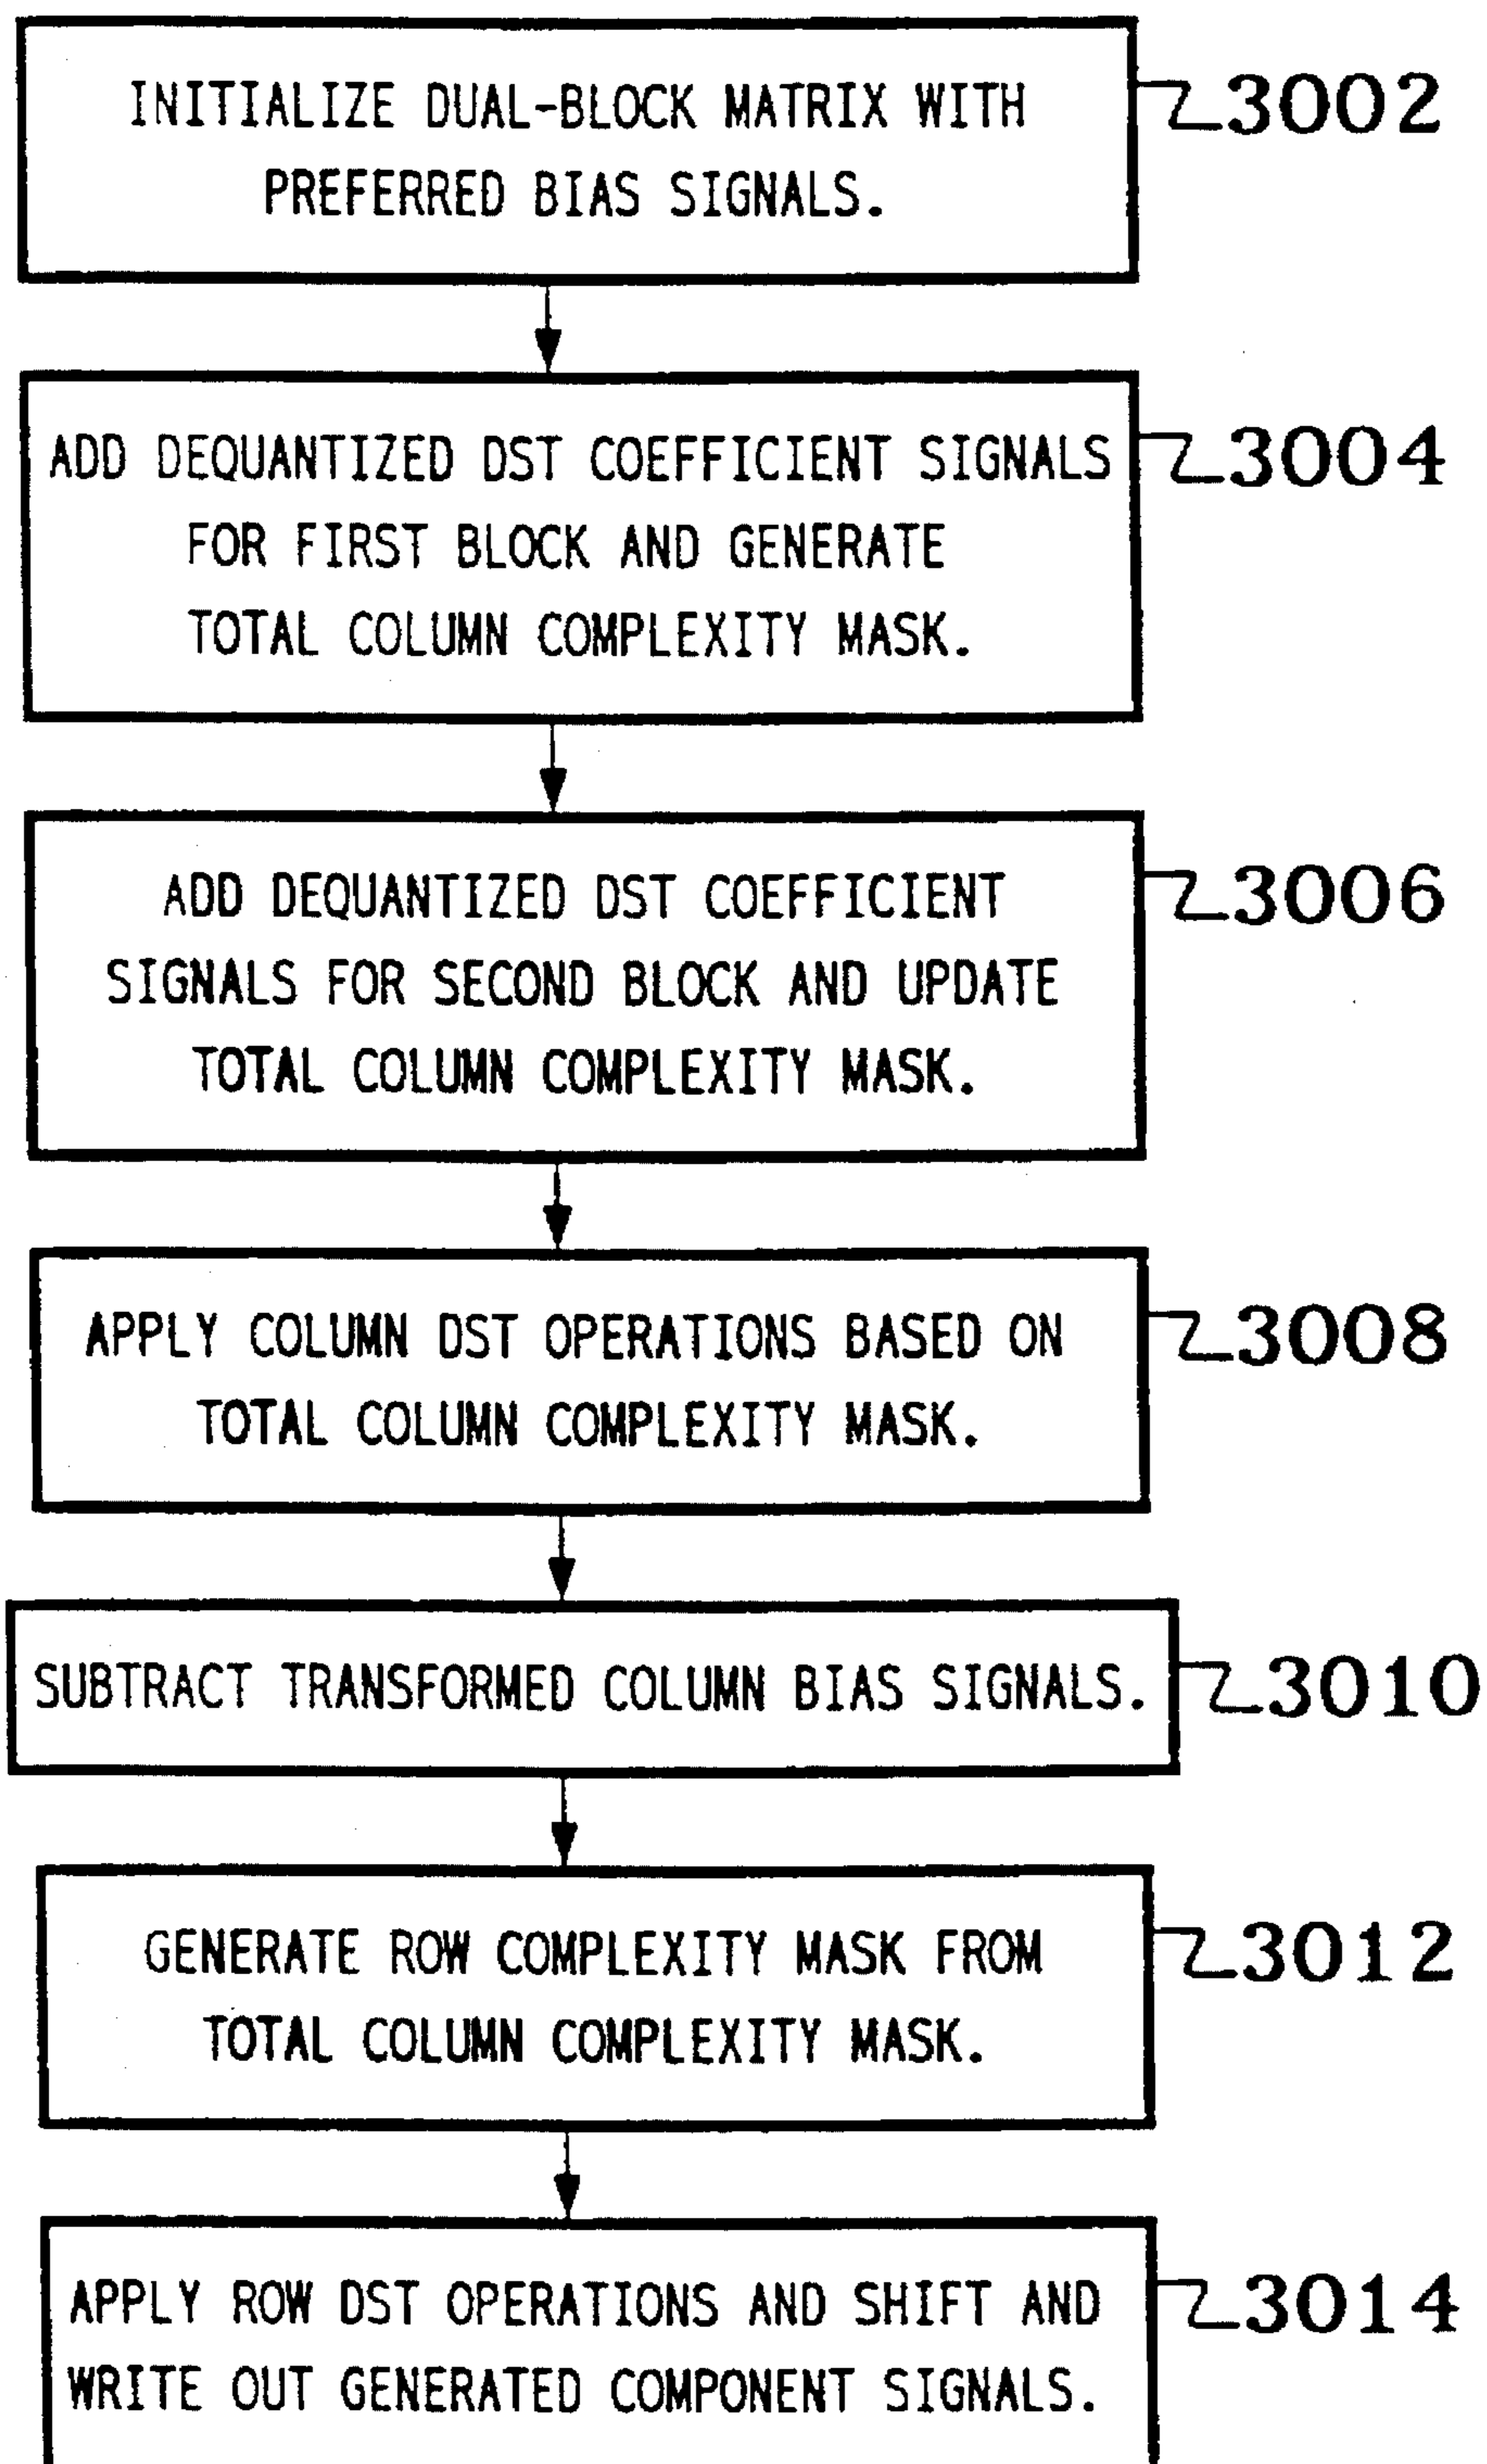 INITIALIZE DUAL-BLOCK MATRIX WITH
PREFERRED BIAS SIGNALS.
3002
ADD DEQUANTIZED DST COEFFICIENT SIGNALS
FOR FIRST BLOCK AND GENERATE
TOTAL COLUMN COMPLEXITY MASK.
3004
ADD DEQUANTIZED DST COEFFICIENT
SIGNALS FOR SECOND BLOCK AND UPDATE
TOTAL COLUMN COMPLEXITY MASK.
3006
APPLY COLUMN DST OPERATIONS BASED ON
TOTAL COLUMN COMPLEXITY MASK.
3008
SUBTRACT TRANSFORMED COLUMN BIAS SIGNALS.
3010
GENERATE ROW COMPLEXITY MASK FROM
TOTAL COLUMN COMPLEXITY MASK.
3012
APPLY ROW DST OPERATIONS AND SHIFT AND
WRITE OUT GENERATED COMPONENT SIGNALS.
3014